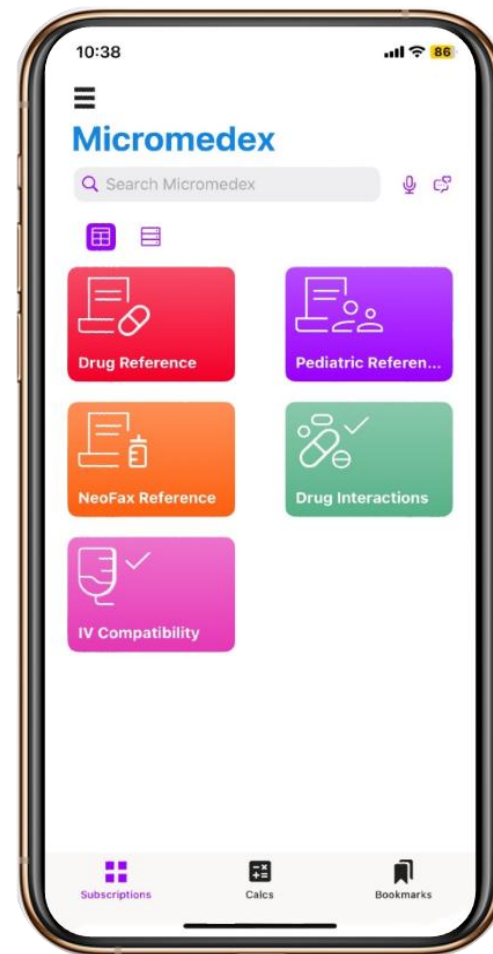 10:38
86
Micromedex
Search Micromedex
Drug Reference
Pediatric Referen...
NeoFax Reference
Drug Interactions
IV Compatibility
Subscriptions
Calcs
Bookmarks